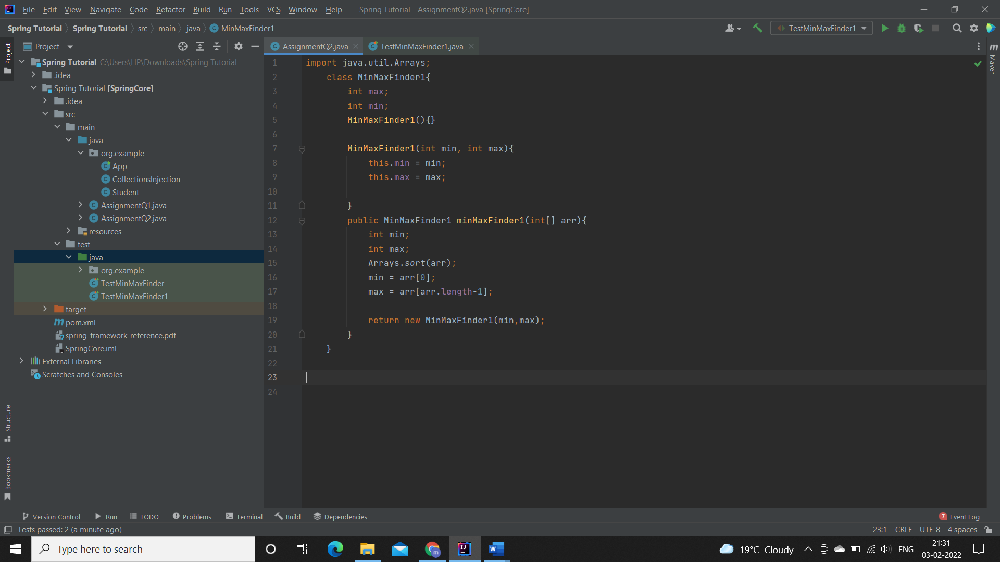 File Edit View Navigate Code Refactor Build Run Tools VCS Window Help Spring Tutorial - AssignmentQ2.java [SpringCore]
Spring Tutorial Spring Tutorial src main java MinMaxFinder1 TestMinMaxFinder1
Project
AssignmentQ2.java TestMinMaxFinder1.java
Project
Structure
Bookmarks
Spring Tutorial C:\Users\HP\Downloads\Spring Tutorial
.idea
Spring Tutorial [SpringCore]
.idea
src
main
java
org.example
App
CollectionsInjection
Student
AssignmentQ1.java
AssignmentQ2.java
resources
test
java
org.example
TestMinMaxFinder
TestMinMaxFinder1
target
pom.xml
spring-framework-reference.pdf
SpringCore.iml
External Libraries
Scratches and Consoles
1 import java.util.Arrays;
2 class MinMaxFinder1{
3 int max;
4 int min;
5 MinMaxFinder1(){}
6
7 MinMaxFinder1(int min, int max){
8 this.min = min;
9 this.max = max;
10
11 }
12 public MinMaxFinder1 minMaxFinder1(int[] arr){
13 int min;
14 int max;
15 Arrays.sort(arr);
16 min = arr[0];
17 max = arr[arr.length-1];
18
19 return new MinMaxFinder1(min,max);
20 }
21 }
22
23
24
m Maven
Version Control Run TODO Problems Terminal Build Dependencies 7 Event Log
Tests passed: 2 (a minute ago) 23:1 CRLF UTF-8 4 spaces
Type here to search 19°C Cloudy ENG 21:31
03-02-2022